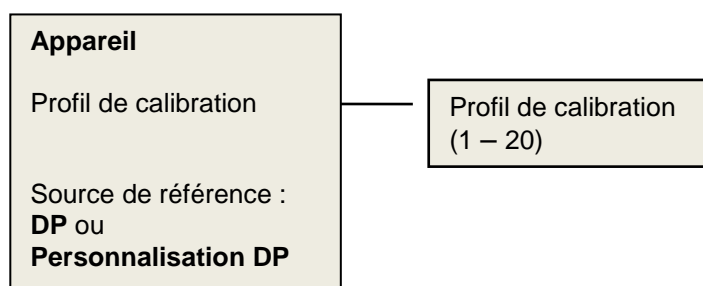 Appareil
Profil de calibration
Source de référence :
DP ou
Personnalisation DP
Profil de calibration
(1 – 20)